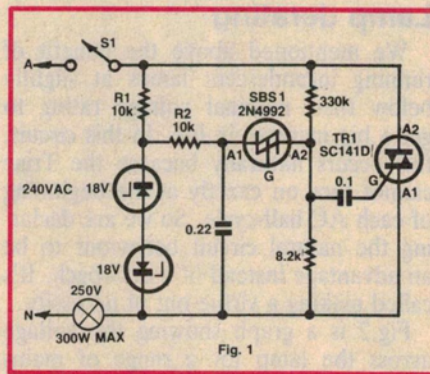 S1
A
R1
10k
R2
10k
SBS1
2N4992
330k
A1
A2
G
TR1
SC141D
A2
G
A1
0.1
240VAC
18V
0.22
18V
8.2k
250V
N
300W MAX
Fig. 1